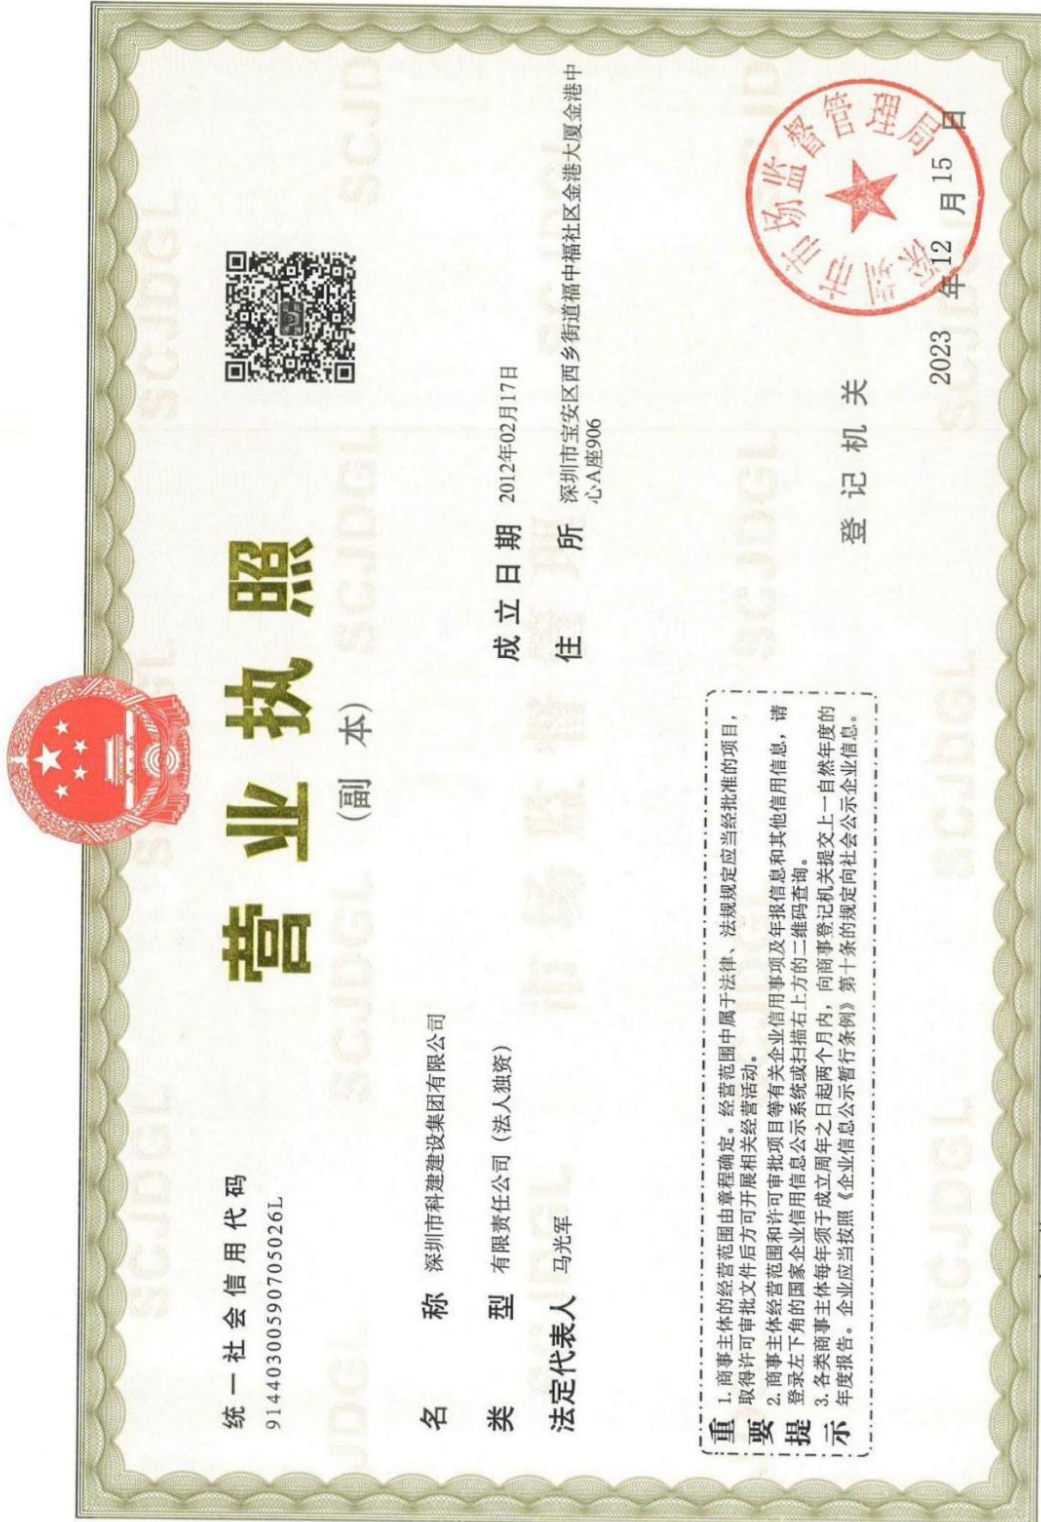 营业执照
(副 本)
统一社会信用代码
91440300590705026L
名 称 深圳市科建建设集团有限公司
类 型 有限责任公司（法人独资）
法定代表人 马光军
成立日期 2012年02月17日
住 所 深圳市宝安区西乡街道福中福社区金港大厦金港中
心A座906
重要提示
1. 商事主体的经营范围由章程确定。经营范围中属于法律、法规规定应当经批准的项目，
取得许可审批文件后方可开展相关经营活动。
2. 商事主体经营范围和许可审批项目等有关企业信用事项及年报信息和其他信用信息，请
登录左下角的国家企业信用信息公示系统或扫描右上方的二维码查询。
3. 各类商事主体每年须于成立周年之日起两个月内，向商事登记机关提交上一自然年度的
年度报告。企业应当按照《企业信息公示暂行条例》第十条的规定向社会公示企业信息。
登记机关
深圳市市场监督管理局
2023 年 12 月 15 日
SCJDGL
市场监督管理